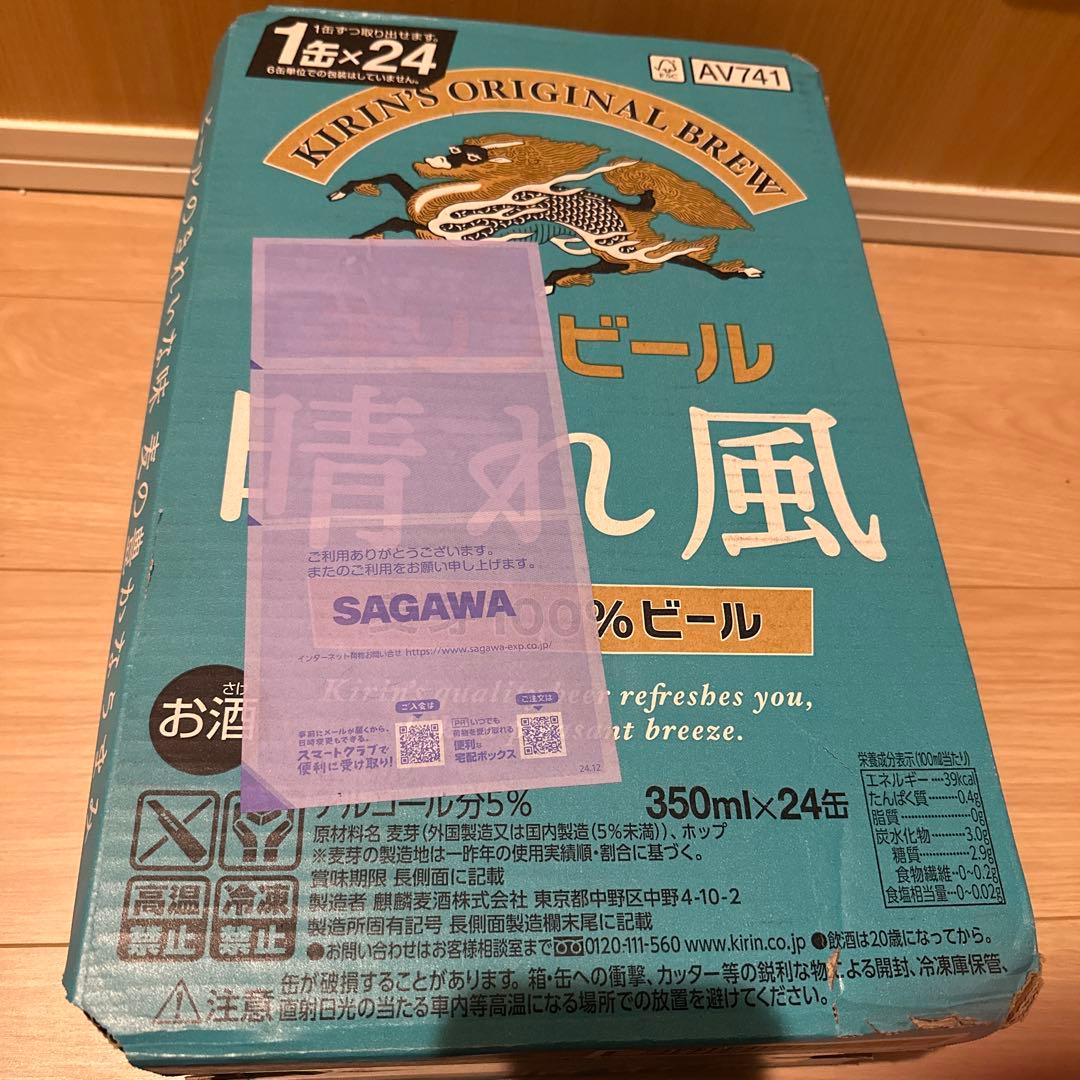 1缶ずつ取り出せます。
1缶×24
6缶単位での包装はしていません。
FSC
AV741
KIRIN'S ORIGINAL BREW
ビール
晴れ風
ご利用ありがとうございます。
またのご利用をお願い申し上げます。
SAGAWA
100%ビール
インターネット荷物お問い合せ https://www.sagawa-exp.co.jp/
Kirin's quality beer refreshes you,
breeze.
ご入会は
事前にメールが届くから、
日時変更もできる。
スマートクラブで
便利に受け取り!
ご注文は
PR いつでも
荷物を受け取れる
便利な
宅配ボックス
24.12
お酒
アルコール分5%
350ml×24缶
原材料名 麦芽(外国製造又は国内製造(5%未満))、ホップ
※麦芽の製造地は一昨年の使用実績順・割合に基づく。
賞味期限 長側面に記載
製造者 麒麟麦酒株式会社 東京都中野区中野4-10-2
製造所固有記号 長側面製造欄末尾に記載
●お問い合わせはお客様相談室まで 0120-111-560 www.kirin.co.jp ●飲酒は20歳になってから。
栄養成分表示(100ml当たり)
エネルギー…39kcal
たんぱく質…0.4g
脂質…0g
炭水化物…3.0g
糖質…2.9g
食物繊維…0~0.2g
食塩相当量…0~0.02g
高温
禁止
冷凍
禁止
注意
缶が破損することがあります。箱・缶への衝撃、カッター等の鋭利な物による開封、冷凍庫保管、
直射日光の当たる車内等高温になる場所での放置を避けてください。